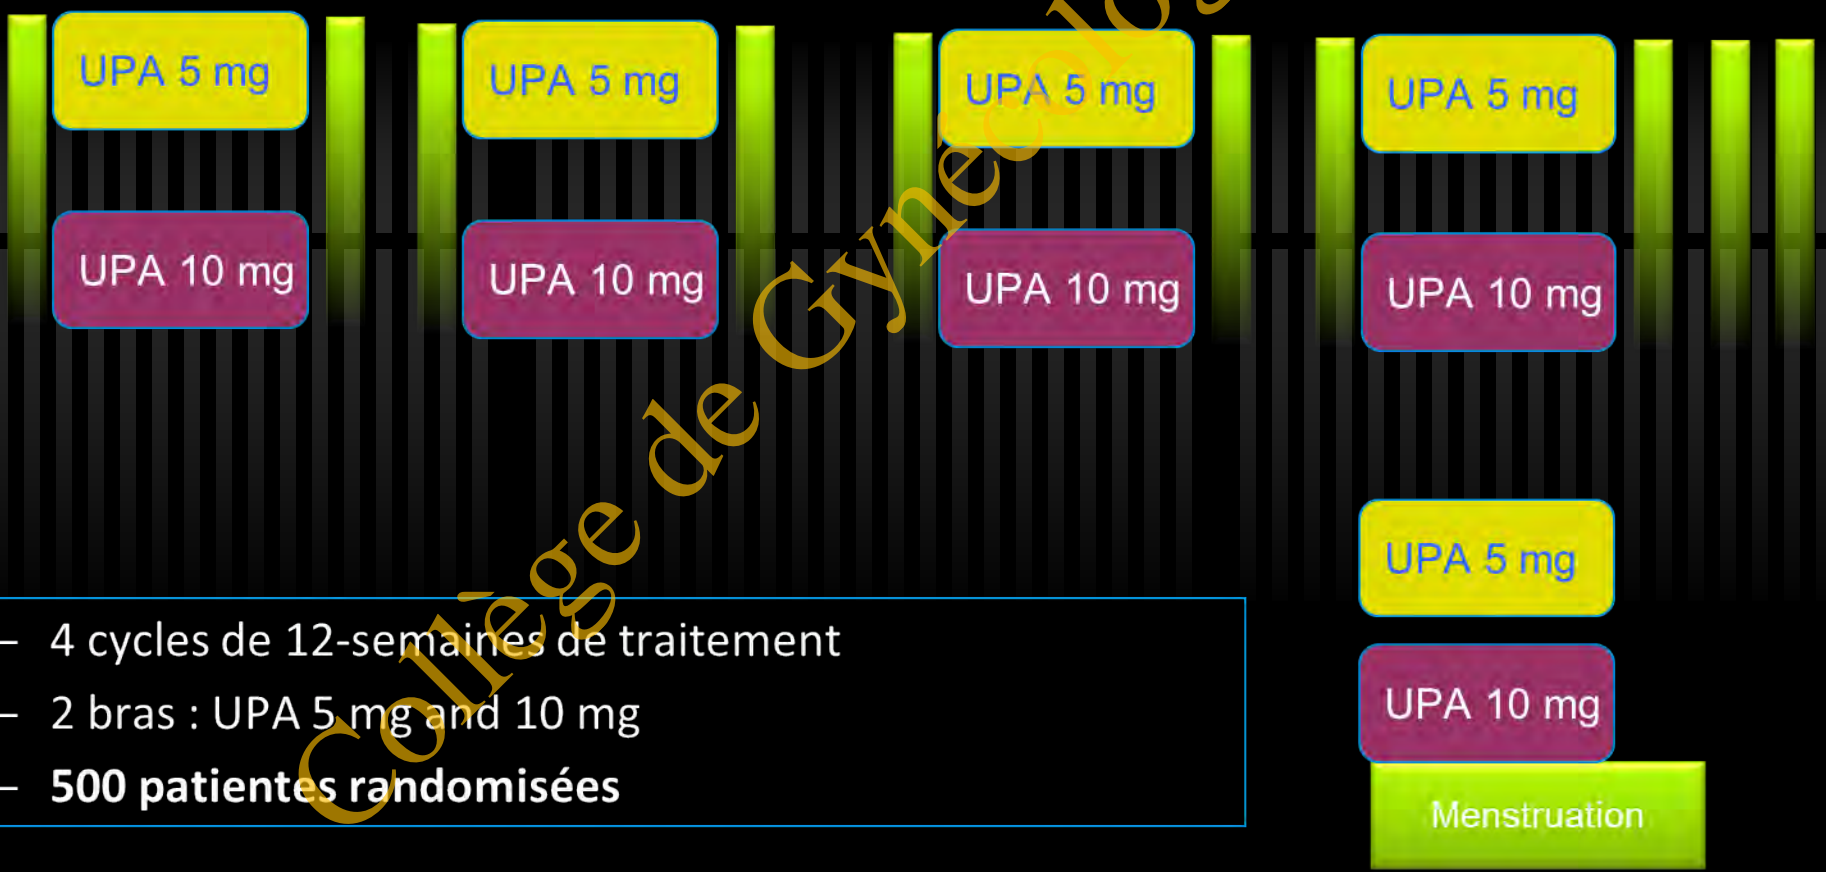 UPA 5 mg
UPA 5 mg
UPA 5 mg
UPA 5 mg
UPA 10 mg
UPA 10 mg
UPA 10 mg
UPA 10 mg
UPA 5 mg
– 4 cycles de 12-semaines de traitement
– 2 bras : UPA 5 mg and 10 mg
– 500 patientes randomisées
UPA 10 mg
Menstruation
Collège de